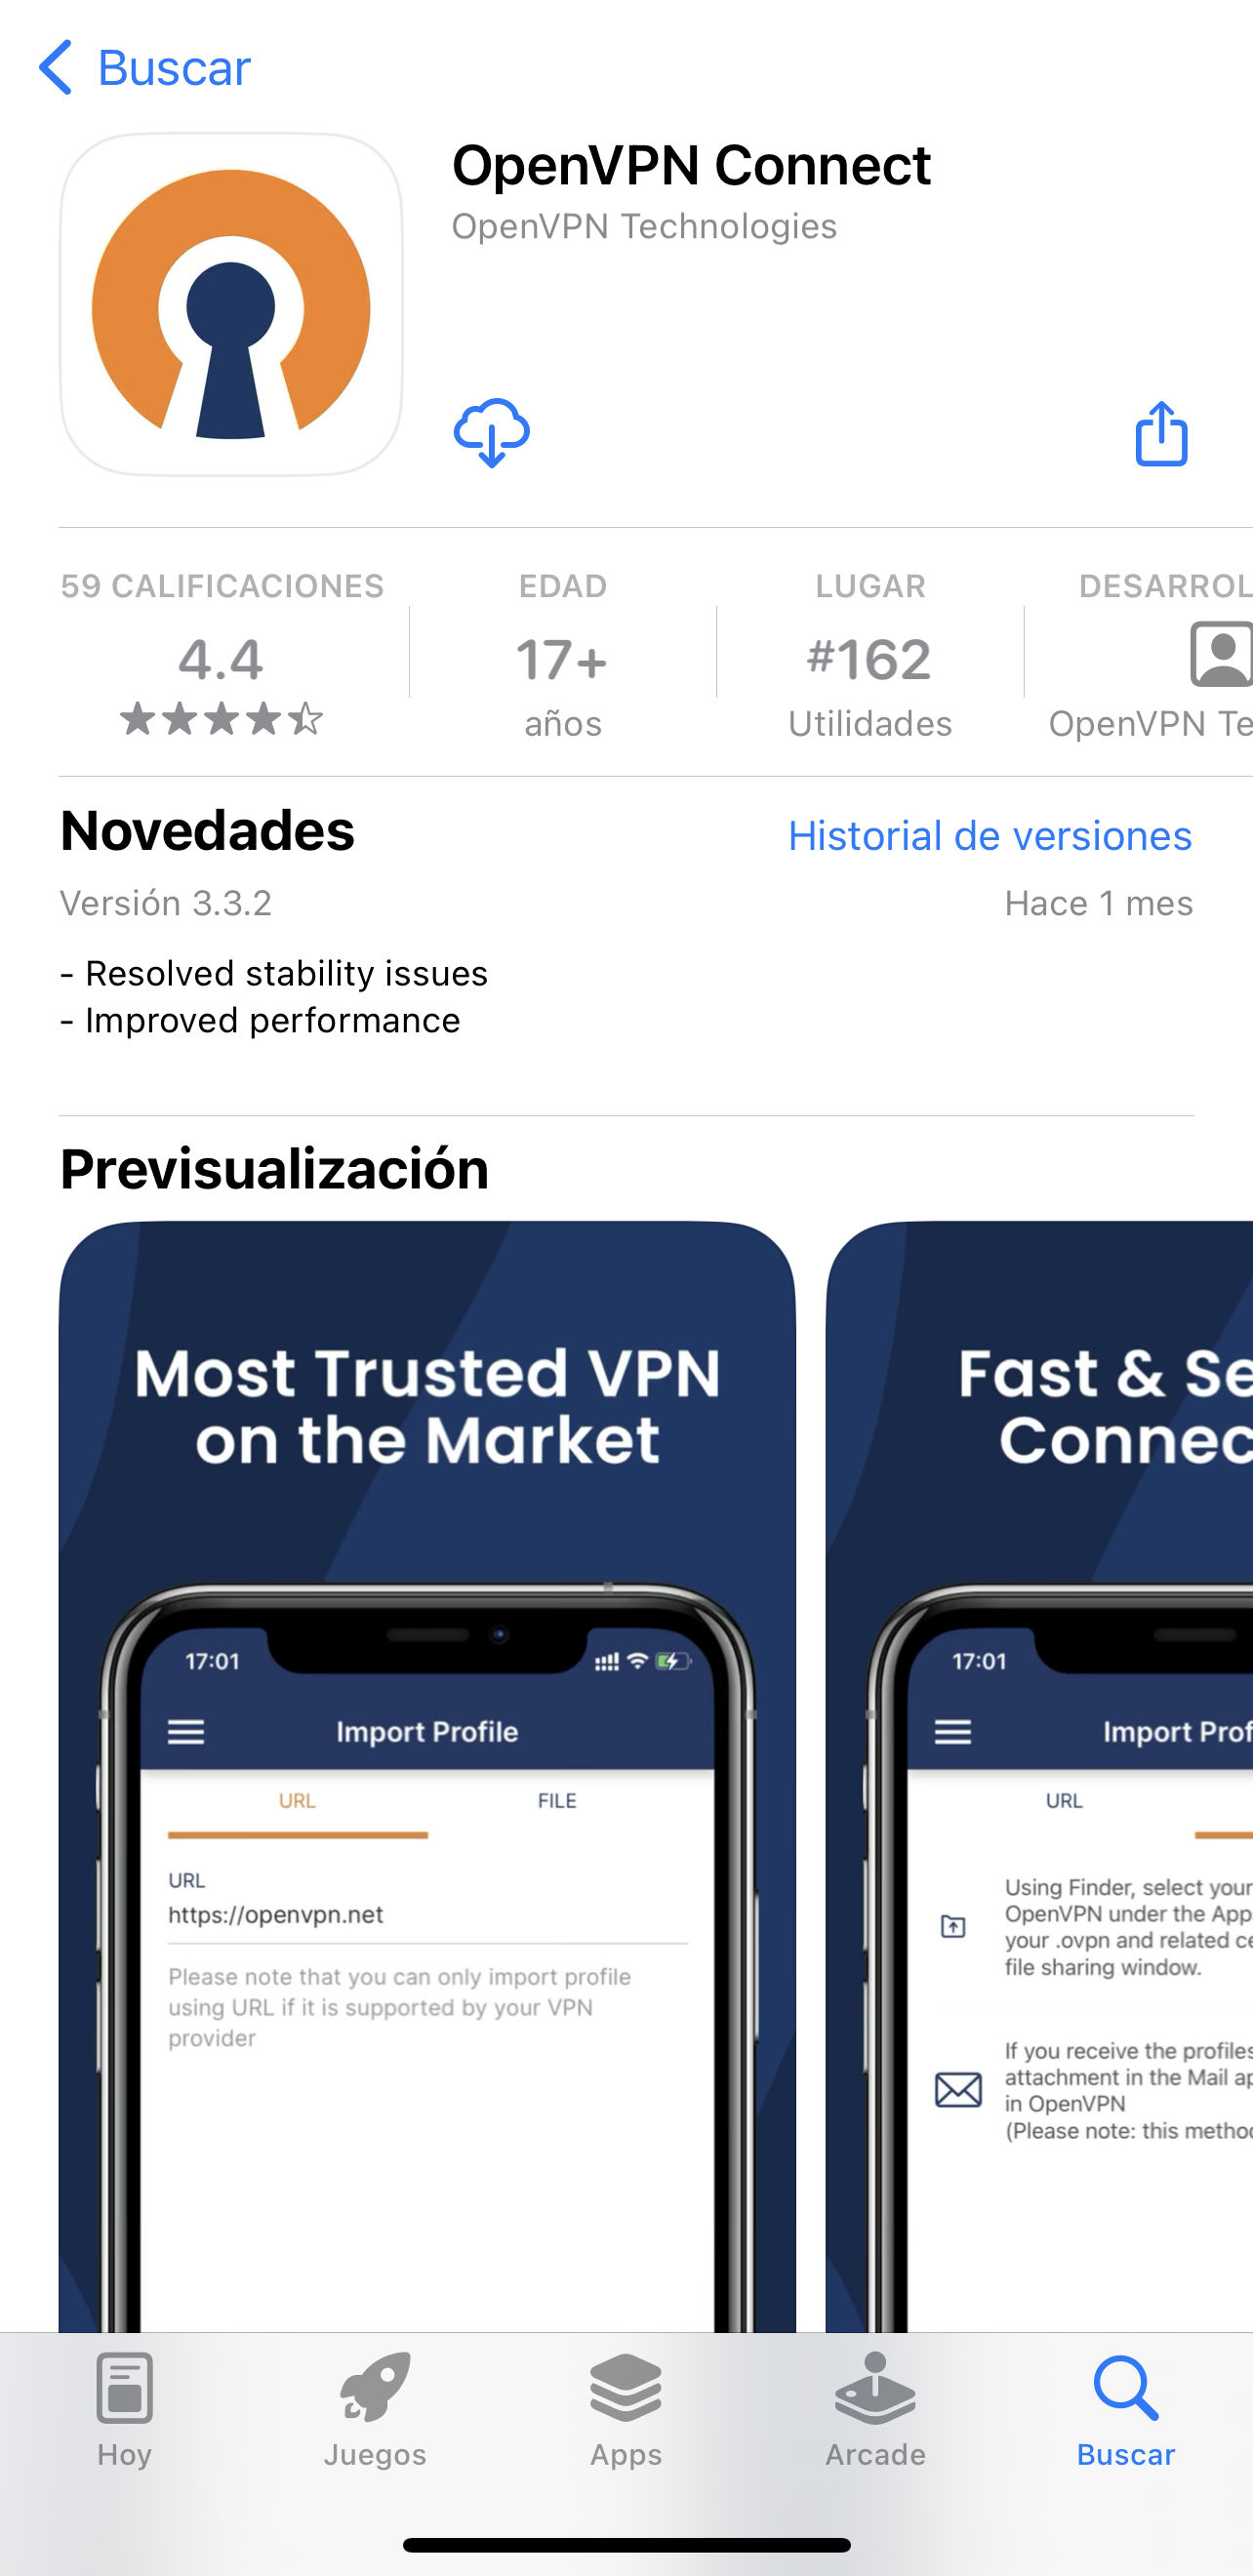 Buscar
OpenVPN Connect
OpenVPN Technologies
59 CALIFICACIONES
4.4
EDAD
17+
años
LUGAR
#162
Utilidades
DESARROL
OpenVPN Te
Novedades
Historial de versiones
Versión 3.3.2
Hace 1 mes
- Resolved stability issues
- Improved performance
Previsualización
Most Trusted VPN
on the Market
17:01
Import Profile
URL
FILE
URL
https://openvpn.net
Please note that you can only import profile
using URL if it is supported by your VPN
provider
Fast & Se
Connec
17:01
Import Prof
URL
Using Finder, select your
OpenVPN under the App
your .ovpn and related ce
file sharing window.
If you receive the profiles
attachment in the Mail ap
in OpenVPN
(Please note: this method
Hoy
Juegos
Apps
Arcade
Buscar